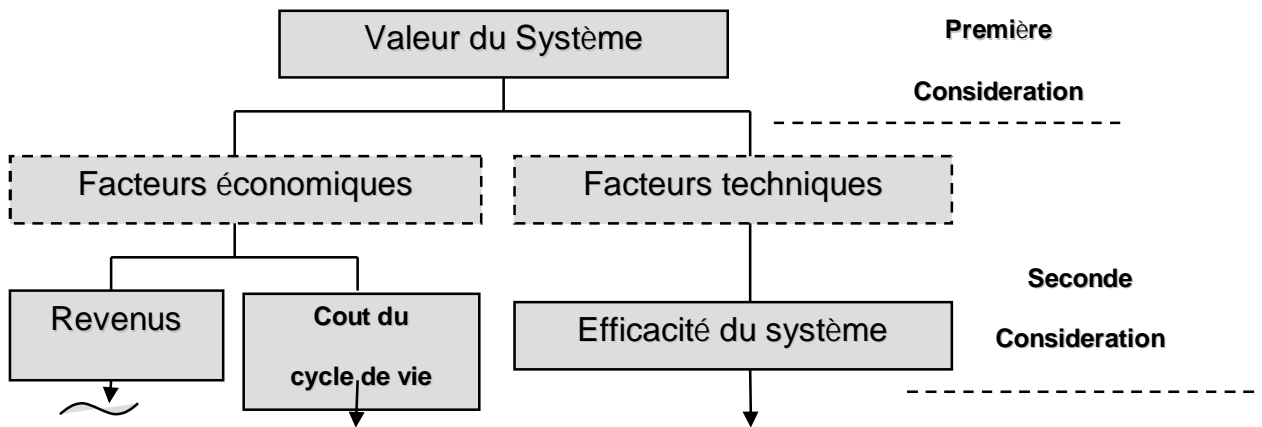 Valeur du Système
Première
Consideration
Facteurs économiques
Facteurs techniques
Seconde
Consideration
Revenus
Cout du
cycle de vie
Efficacité du système